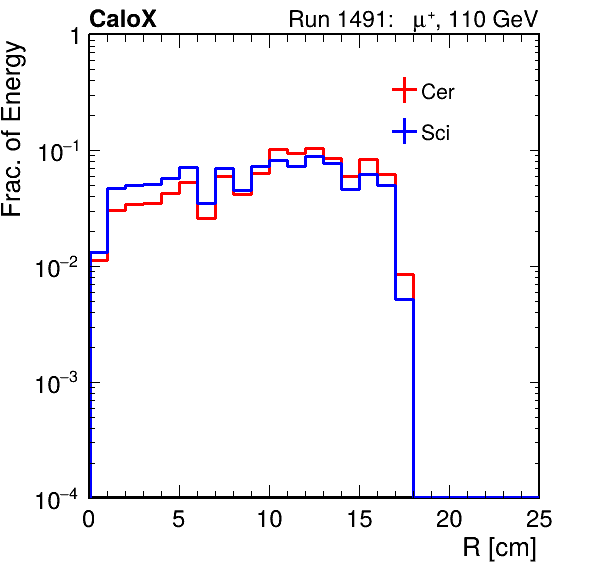 CaloX Run 1491: μ⁺, 110 GeV
Frac. of Energy
1
10⁻¹
10⁻²
10⁻³
10⁻⁴
Cer
Sci
0 5 10 15 20 25
R [cm]